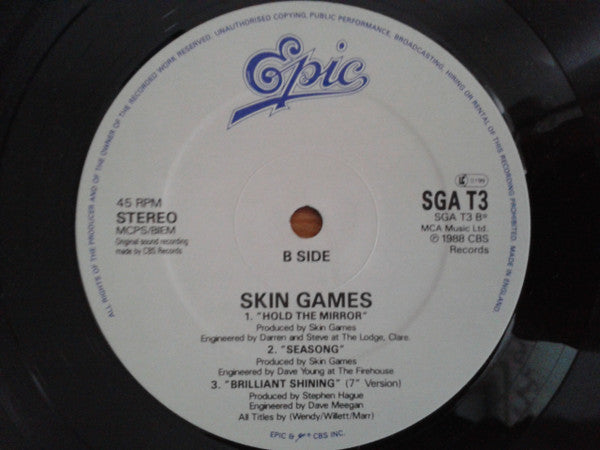 ALL RIGHTS OF THE PRODUCER AND OF THE OWNER OF THE RECORDED WORK RESERVED. UNAUTHORISED COPYING, PUBLIC PERFORMANCE, BROADCASTING, HIRING OR RENTAL OF THIS RECORDING PROHIBITED. MADE IN ENGLAND
Epic
45 RPM
STEREO
MCPS/BIEM
Original sound recording
made by CBS Records
SGA T3
SGA T3 B*
MCA Music Ltd.
℗ 1988 CBS
Records
B SIDE
SKIN GAMES
1. "HOLD THE MIRROR"
Produced by Skin Games
Engineered by Darren and Steve at The Lodge, Clare.
2. "SEASONG"
Produced by Skin Games
Engineered by Dave Young at The Firehouse
3. "BRILLIANT SHINING" (7" Version)
Produced by Stephen Hague
Engineered by Dave Meegan
All Titles by (Wendy/Willett/Marr)
EPIC & CBS INC.